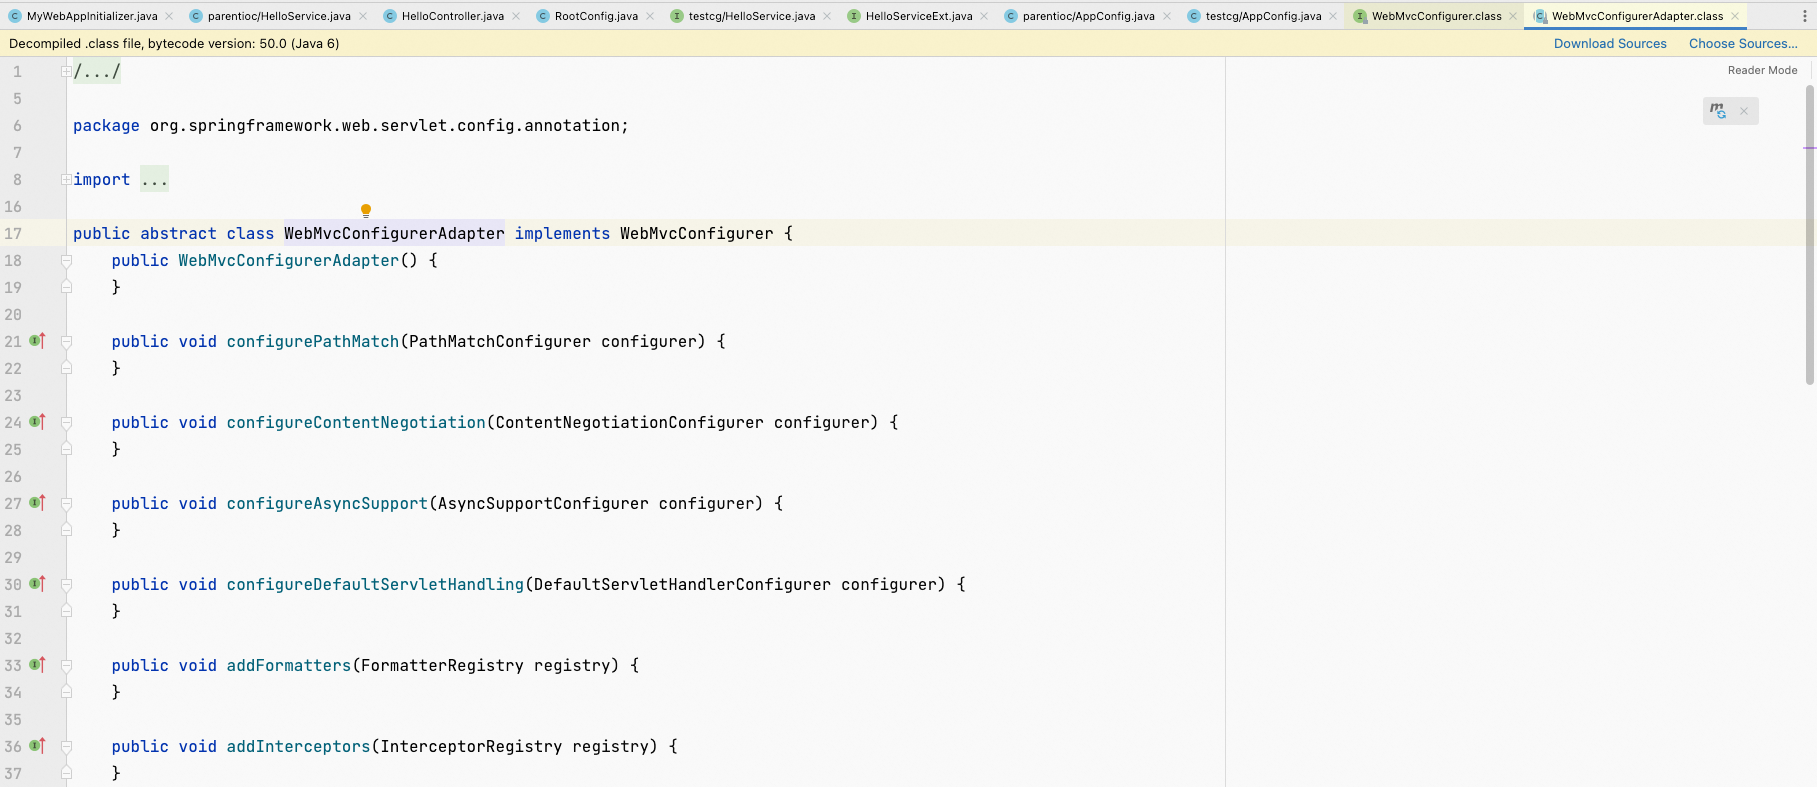 MyWebAppInitializer.java parentioc/HelloService.java HelloController.java RootConfig.java testcg/HelloService.java HelloServiceExt.java parentioc/AppConfig.java testcg/AppConfig.java WebMvcConfigurer.class WebMvcConfigurerAdapter.class
Decompiled .class file, bytecode version: 50.0 (Java 6) Download Sources Choose Sources...
Reader Mode
1 /.../
5
6 package org.springframework.web.servlet.config.annotation;
7
8 import ...
16
17 public abstract class WebMvcConfigurerAdapter implements WebMvcConfigurer {
18     public WebMvcConfigurerAdapter() {
19     }
20
21     public void configurePathMatch(PathMatchConfigurer configurer) {
22     }
23
24     public void configureContentNegotiation(ContentNegotiationConfigurer configurer) {
25     }
26
27     public void configureAsyncSupport(AsyncSupportConfigurer configurer) {
28     }
29
30     public void configureDefaultServletHandling(DefaultServletHandlerConfigurer configurer) {
31     }
32
33     public void addFormatters(FormatterRegistry registry) {
34     }
35
36     public void addInterceptors(InterceptorRegistry registry) {
37     }